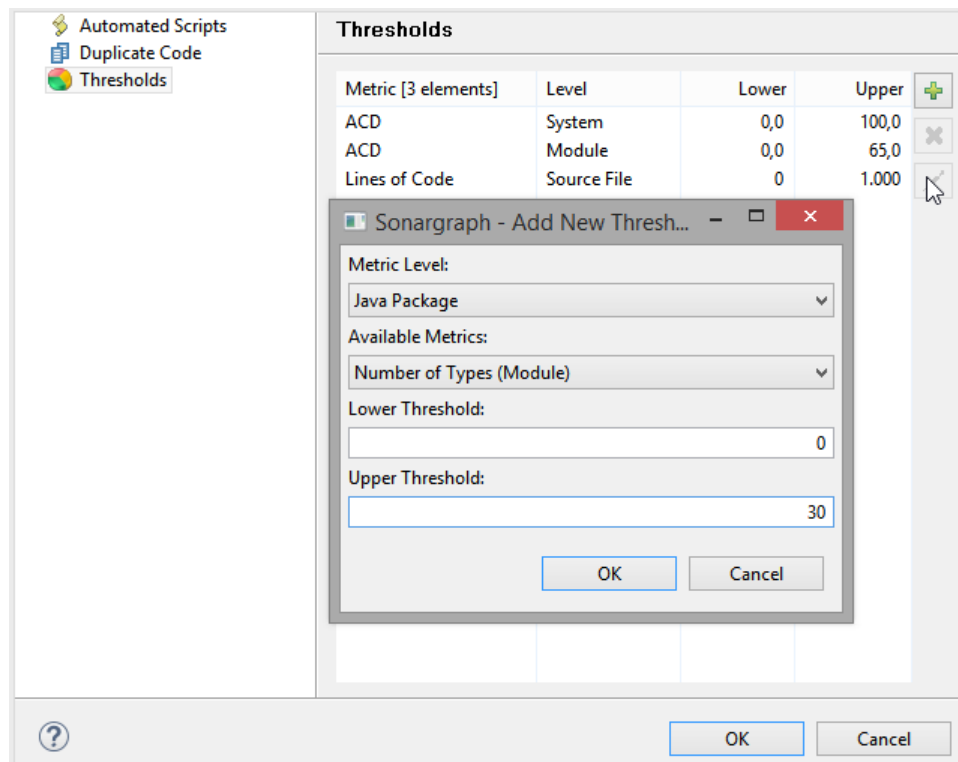 Automated Scripts
Duplicate Code
Thresholds
Thresholds
Metric [3 elements] Level Lower Upper
ACD System 0,0 100,0
ACD Module 0,0 65,0
Lines of Code Source File 0 1.000
Sonargraph - Add New Thresh...
Metric Level:
Java Package
Available Metrics:
Number of Types (Module)
Lower Threshold:
0
Upper Threshold:
30
OK Cancel
?
OK Cancel